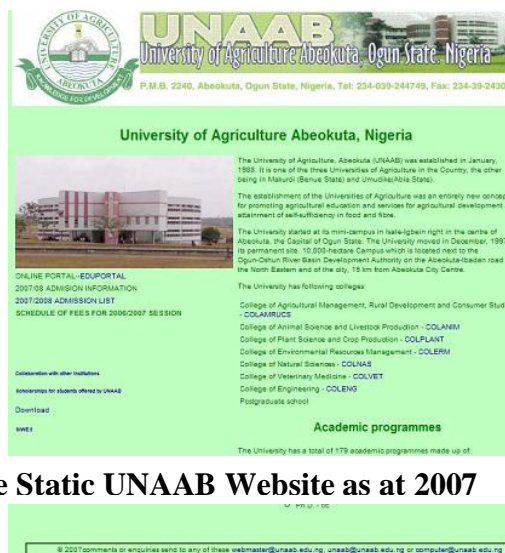 UNIVERSITY OF AGRICULTURE
ABEOKUTA
KNOWLEDGE FOR DEVELOPMENT
UNAAB
University of Agriculture Abeokuta, Ogun State. Nigeria
P.M.B. 2240, Abeokuta, Ogun State, Nigeria, Tel: 234-039-244749, Fax: 234-39-2430
University of Agriculture Abeokuta, Nigeria
The University of Agriculture, Abeokuta (UNAAB) was established in January,
1988. It is one of the three Universities of Agriculture in the Country, the other
being in Makurdi (Benue State) and Umudike(Abia State).
The establishment of the Universities of Agriculture was an entirely new concep
for promoting agricultural education and services for agricultural development
attainment of self-sufficiency in food and fibre.
The University started at its mini-campus in Isale-Igbein right in the centre of
Abeokuta, the Capital of Ogun State. The University moved in December, 1997
its permanent site. 10,000-hectare Campus which is located next to the
Ogun-Oshun River Basin Development Authority on the Abeokuta-Ibadan road
the North Eastern end of the city, 15 km from Abeokuta City Centre.
The University has following colleges:
College of Agricultural Management, Rural Development and Consumer Stud
- COLAMRUCS
College of Animal Science and Livestock Production - COLANIM
College of Plant Science and Crop Production - COLPLANT
College of Environmental Resources Management - COLERM
College of Natural Sciences - COLNAS
College of Veterinary Medicine - COLVET
College of Engineering - COLENG
Postgraduate school
ONLINE PORTAL--EDUPORTAL
2007/08 ADMISION INFORMATION
2007/2008 ADMISSION LIST
SCHEDULE OF FEES FOR 2006/2007 SESSION
Collaboration with other Institutions
Scholarships for students offered by UNAAB
Download
Academic programmes
The University has a total of 179 academic programmes made up of:
e Static UNAAB Website as at 2007
© 2007comments or enquiries send to any of these webmaster@unaab.edu.ng, unaab@unaab.edu.ng or computer@unaab.edu.ng